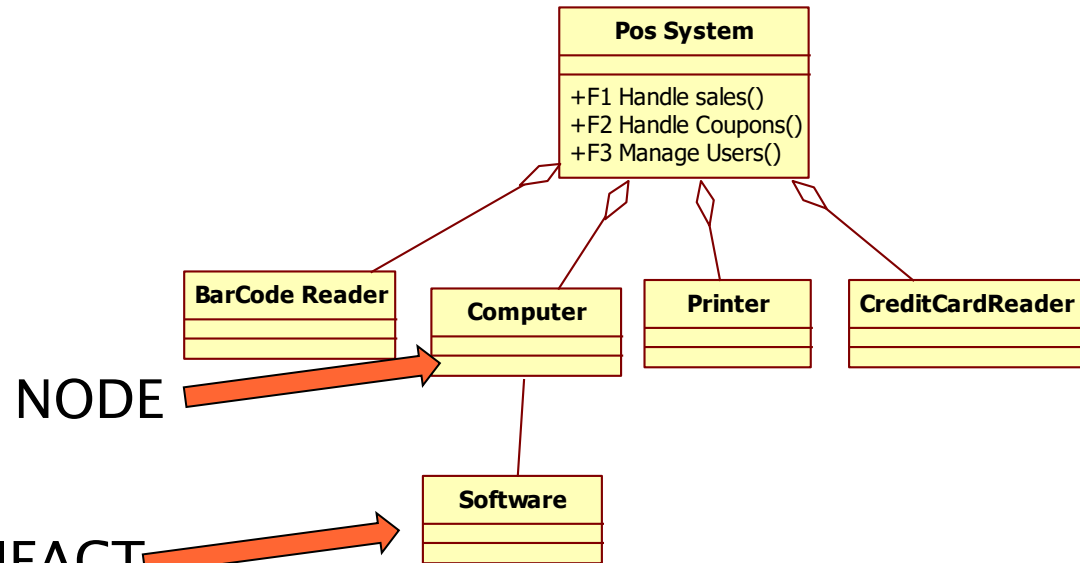 Pos System
+F1 Handle sales()
+F2 Handle Coupons()
+F3 Manage Users()
BarCode Reader
Computer
Printer
CreditCardReader
NODE
Software